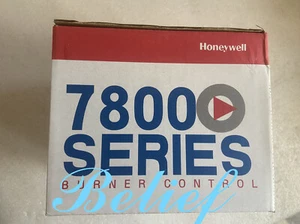 Honeywell
7800
SERIES
BURNER CONTROL
Belief